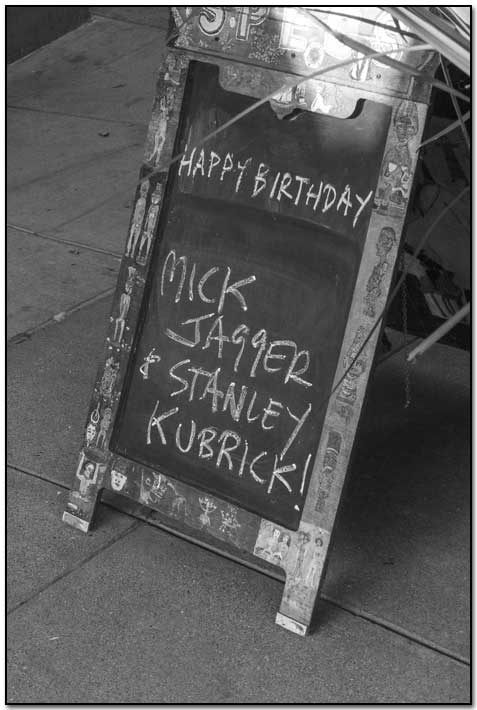 HAPPY BIRTHDAY
MICK
JAGGER
& STANLEY
KUBRICK!